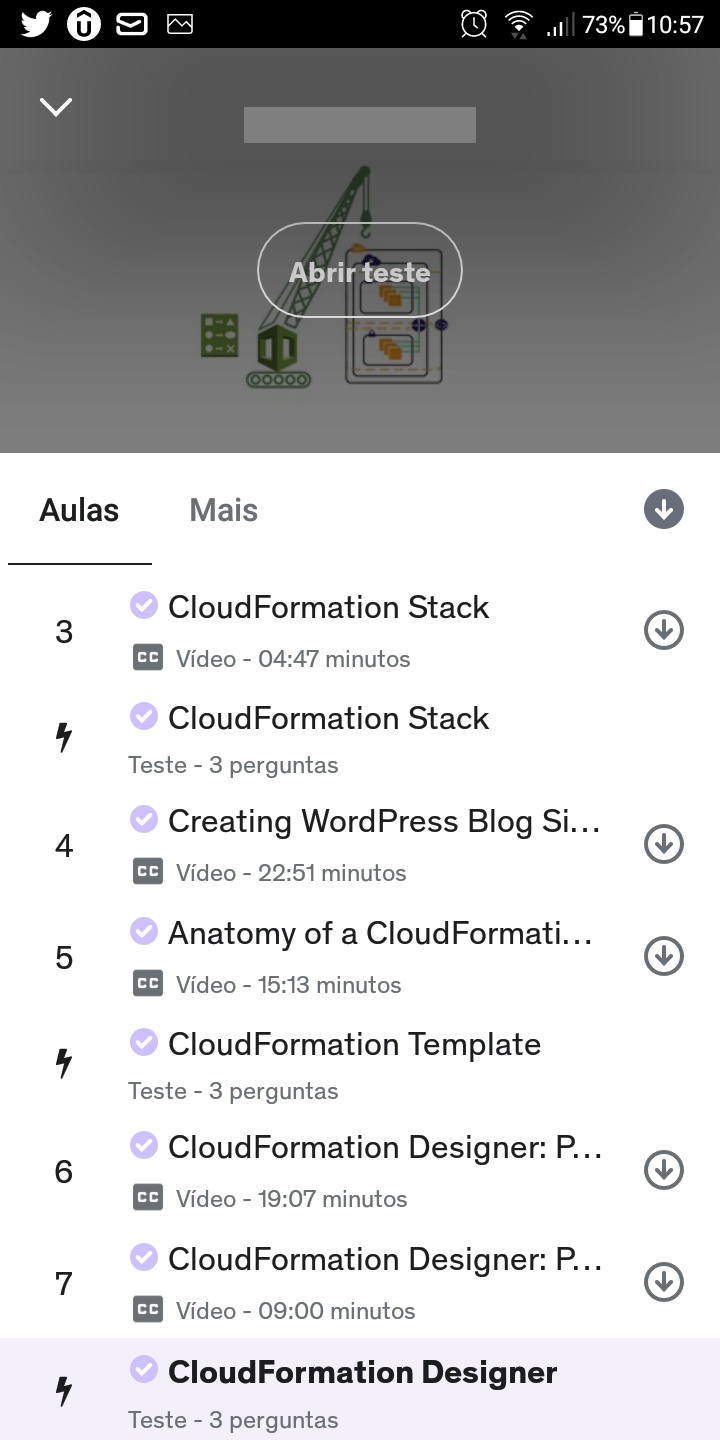 73% 10:57
Abrir teste
Aulas Mais
3 CloudFormation Stack
CC Vídeo - 04:47 minutos
CloudFormation Stack
Teste - 3 perguntas
4 Creating WordPress Blog Si...
CC Vídeo - 22:51 minutos
5 Anatomy of a CloudFormati...
CC Vídeo - 15:13 minutos
CloudFormation Template
Teste - 3 perguntas
6 CloudFormation Designer: P...
CC Vídeo - 19:07 minutos
7 CloudFormation Designer: P...
CC Vídeo - 09:00 minutos
CloudFormation Designer
Teste - 3 perguntas